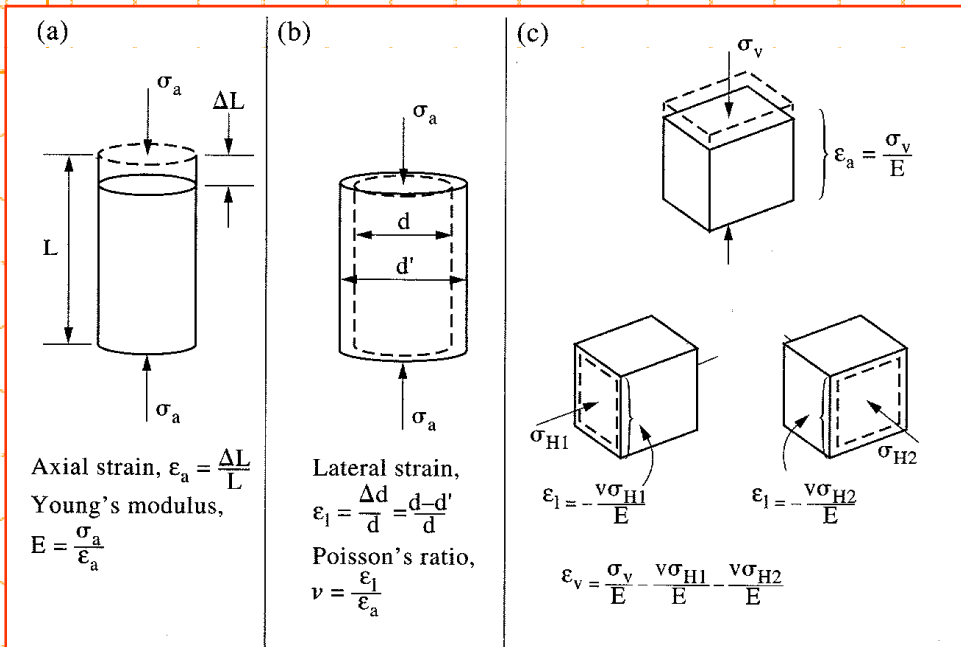 (a)
σa
ΔL
L
σa
Axial strain, εa = ΔL/L
Young's modulus,
E = σa/εa
(b)
σa
d
d'
σa
Lateral strain,
εl = Δd/d = d–d'/d
Poisson's ratio,
ν = εl/εa
(c)
σv
εa = σv/E
σH1
εl = - νσH1/E
σH2
εl = - νσH2/E
εv = σv/E - νσH1/E - νσH2/E